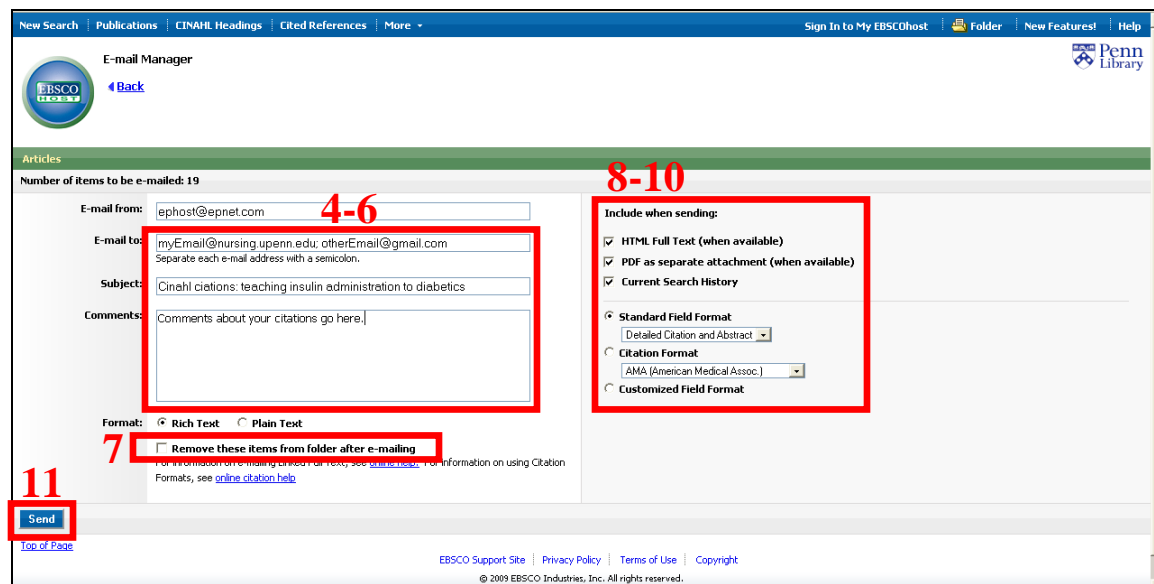 New Search Publications CINAHL Headings Cited References More Sign In to My EBSCOhost Folder New Features! Help
E-mail Manager
Penn
Library
EBSCO
HOST
Back
Articles
Number of items to be e-mailed: 19
8-10
4-6
E-mail from: ephost@epnet.com
Include when sending:
E-mail to: myEmail@nursing.upenn.edu; otherEmail@gmail.com
HTML Full Text (when available)
Separate each e-mail address with a semicolon.
PDF as separate attachment (when available)
Subject: Cinahl ciations: teaching insulin administration to diabetics
Current Search History
Comments: Comments about your citations go here.
Standard Field Format
Detailed Citation and Abstract
Citation Format
AMA (American Medical Assoc.)
Customized Field Format
Format: Rich Text Plain Text
7
Remove these items from folder after e-mailing
For information on e-mailing Linked Full Text, see online help. For information on using Citation
Formats, see online citation help
11
Send
Top of Page
EBSCO Support Site Privacy Policy Terms of Use Copyright
© 2009 EBSCO Industries, Inc. All rights reserved.